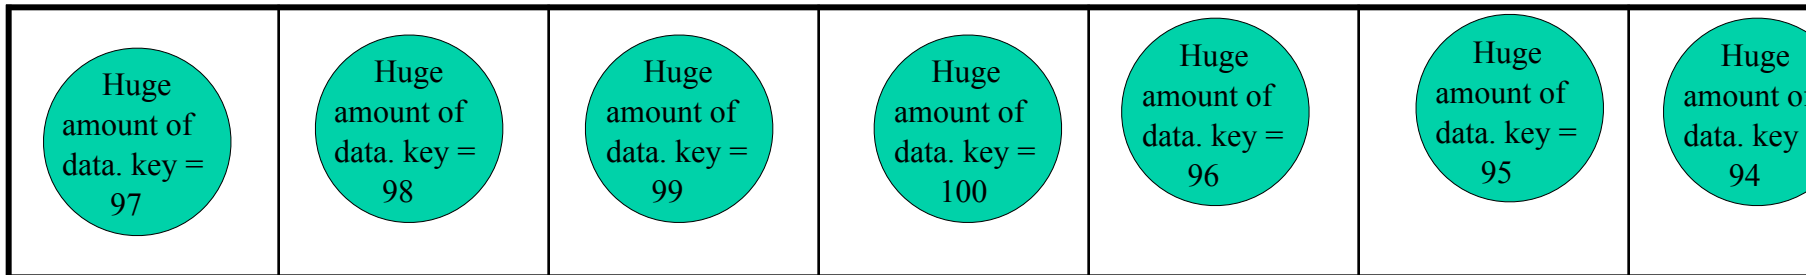 Huge
amount of
data. key =
97
Huge
amount of
data. key =
98
Huge
amount of
data. key =
99
Huge
amount of
data. key =
100
Huge
amount of
data. key =
96
Huge
amount of
data. key =
95
Huge
amount of
data. key
94